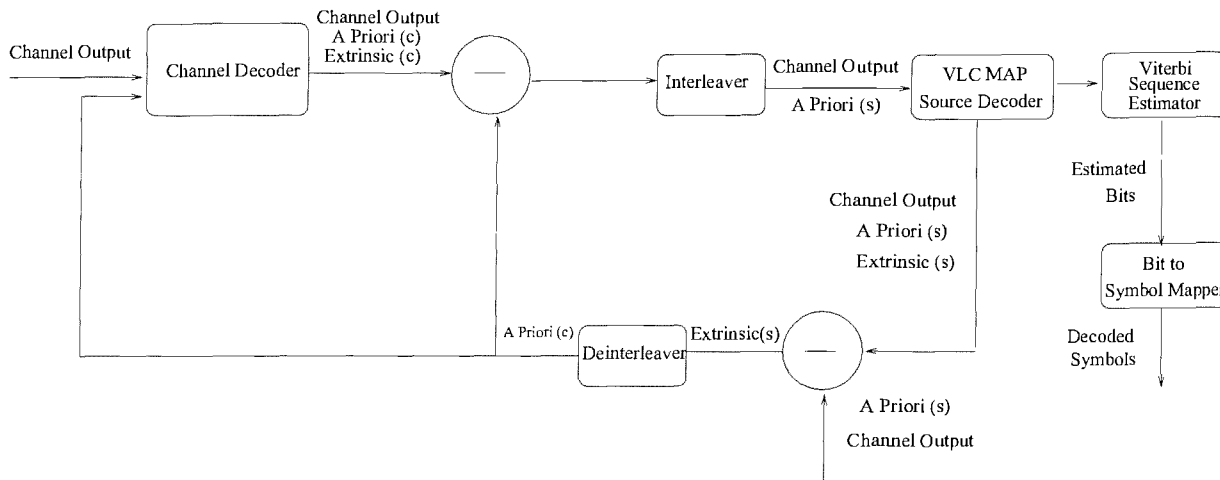 Channel Output
Channel Decoder
Channel Output
A Priori (c)
Extrinsic (c)
Interleaver
Channel Output
A Priori (s)
VLC MAP
Source Decoder
Viterbi
Sequence
Estimator
Estimated
Bits
Channel Output
A Priori (s)
Extrinsic (s)
Bit to
Symbol Mapper
Decoded
Symbols
A Priori (c)
Deinterleaver
Extrinsic(s)
A Priori (s)
Channel Output